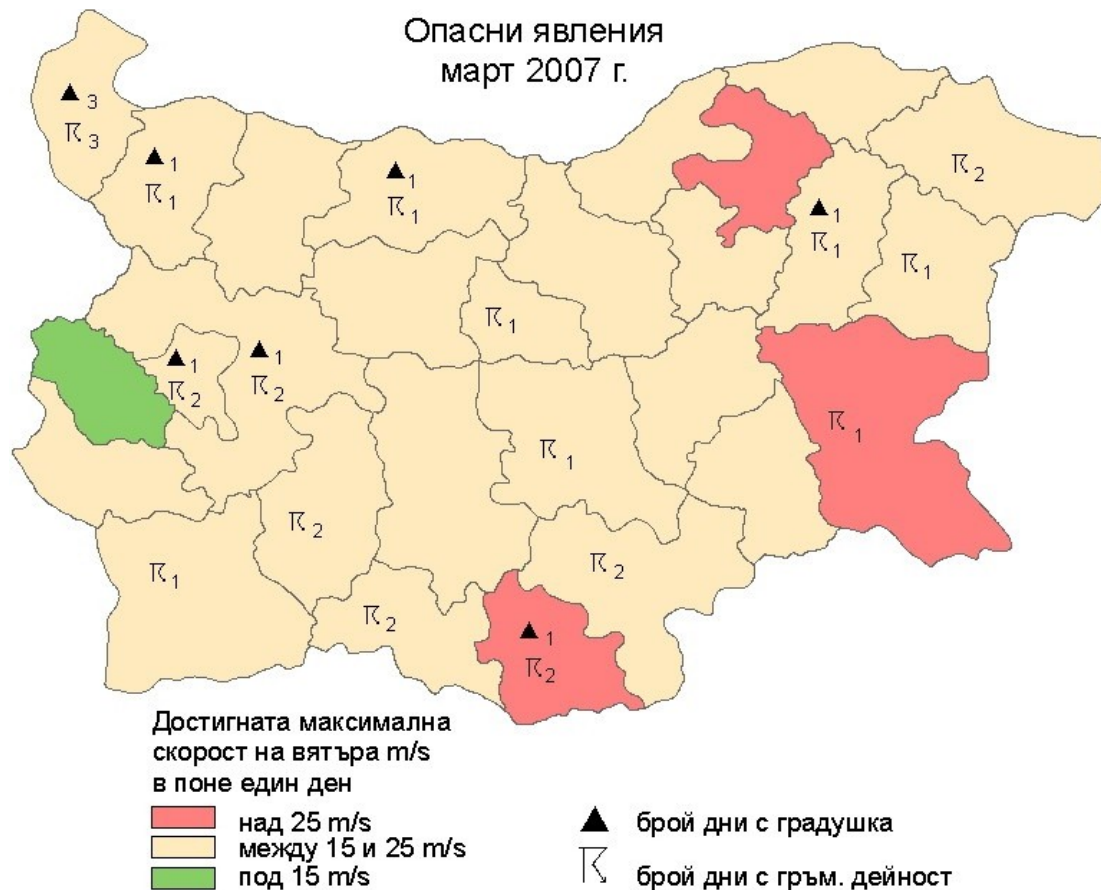 Опасни явления
март 2007 г.
3
3
1
1
1
1
2
1
1
1
1
1
2
1
2
1
1
2
1
2
2
1
2
Достигната максимална
скорост на вятъра m/s
в поне един ден
над 25 m/s
между 15 и 25 m/s
под 15 m/s
брой дни с градушка
брой дни с гръм. дейност